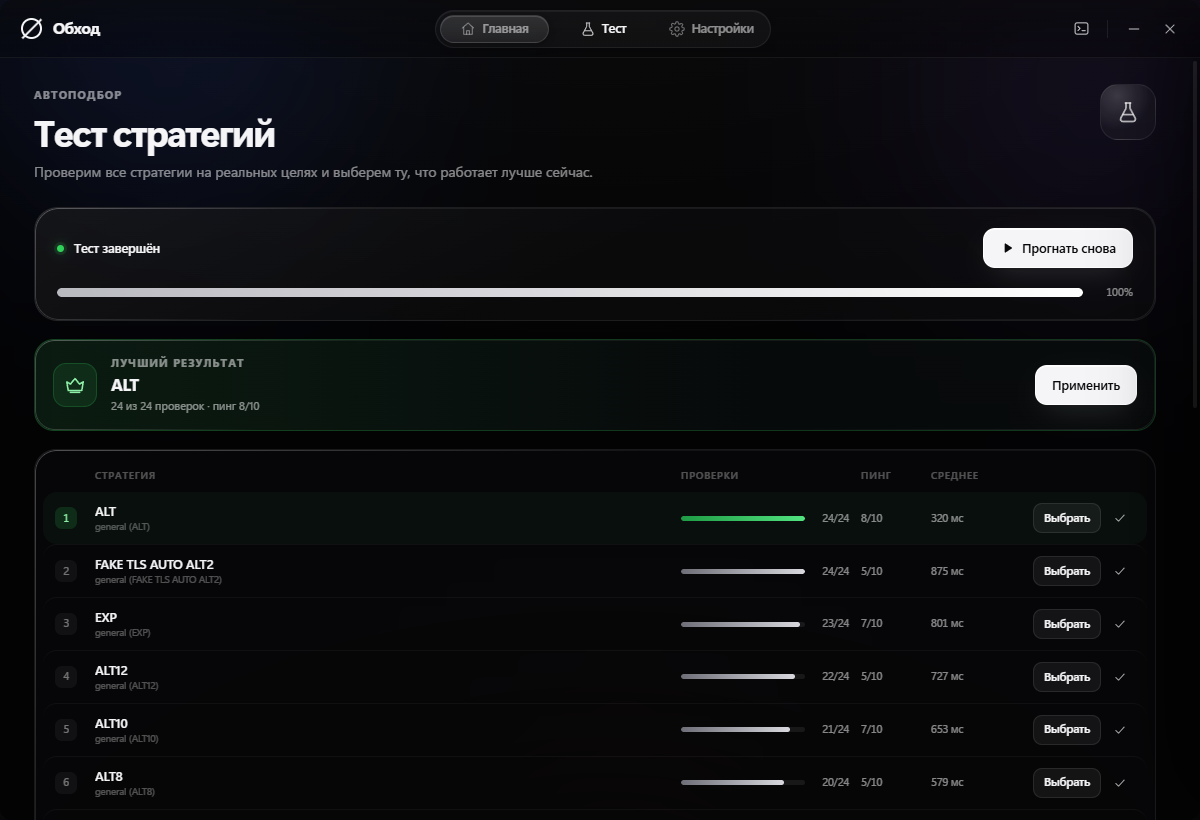 Обход
Главная
Тест
Настройки
АВТОПОДБОР
Тест стратегий
Проверим все стратегии на реальных целях и выберем ту, что работает лучше сейчас.
Тест завершён
Прогнать снова
100%
ЛУЧШИЙ РЕЗУЛЬТАТ
ALT
24 из 24 проверок · пинг 8/10
Применить
СТРАТЕГИЯ ПРОВЕРКИ ПИНГ СРЕДНЕЕ
1 ALT 24/24 8/10 320 мс Выбрать
general (ALT)
2 FAKE TLS AUTO ALT2 24/24 5/10 875 мс Выбрать
general (FAKE TLS AUTO ALT2)
3 EXP 23/24 7/10 801 мс Выбрать
general (EXP)
4 ALT12 22/24 5/10 727 мс Выбрать
general (ALT12)
5 ALT10 21/24 7/10 653 мс Выбрать
general (ALT10)
6 ALT8 20/24 5/10 579 мс Выбрать
general (ALT8)